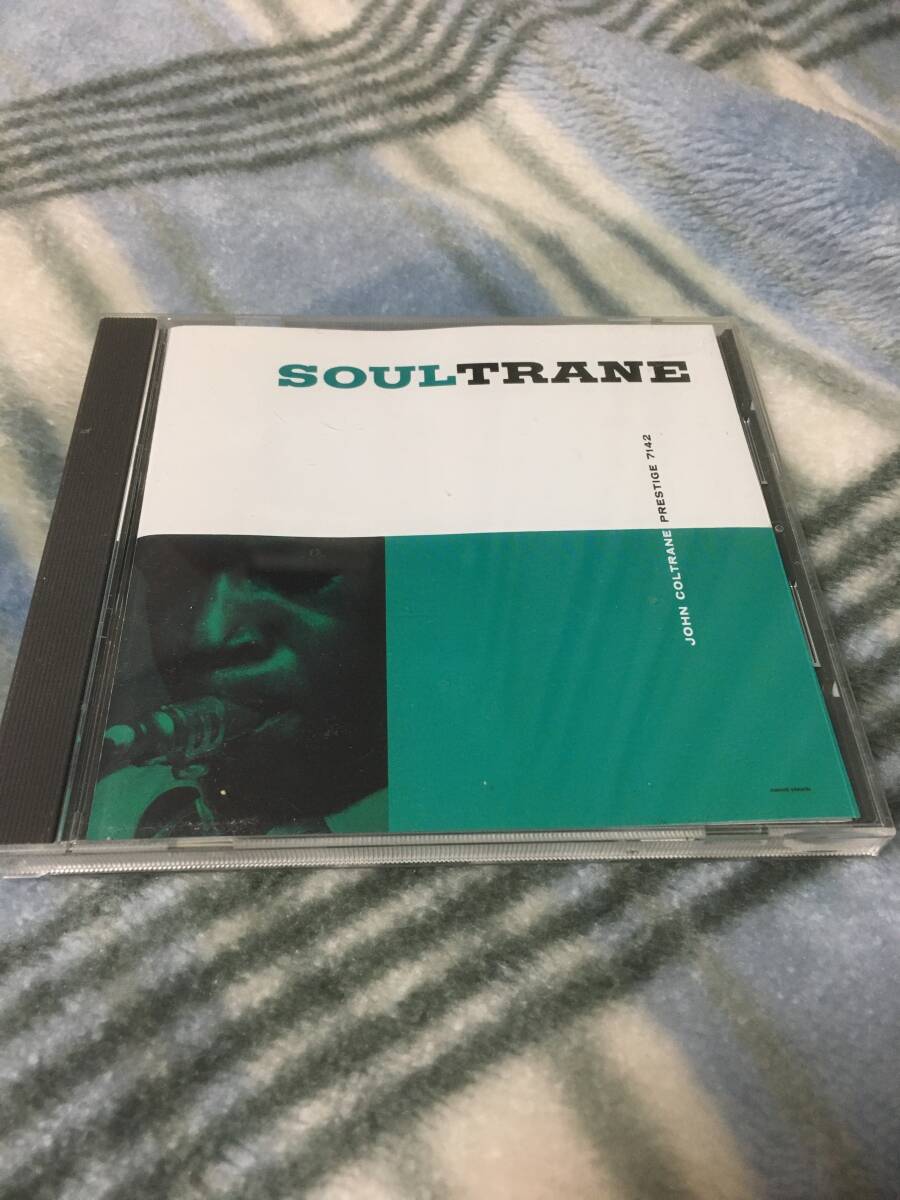 SOULTRANE
JOHN COLTRANE PRESTIGE 7142